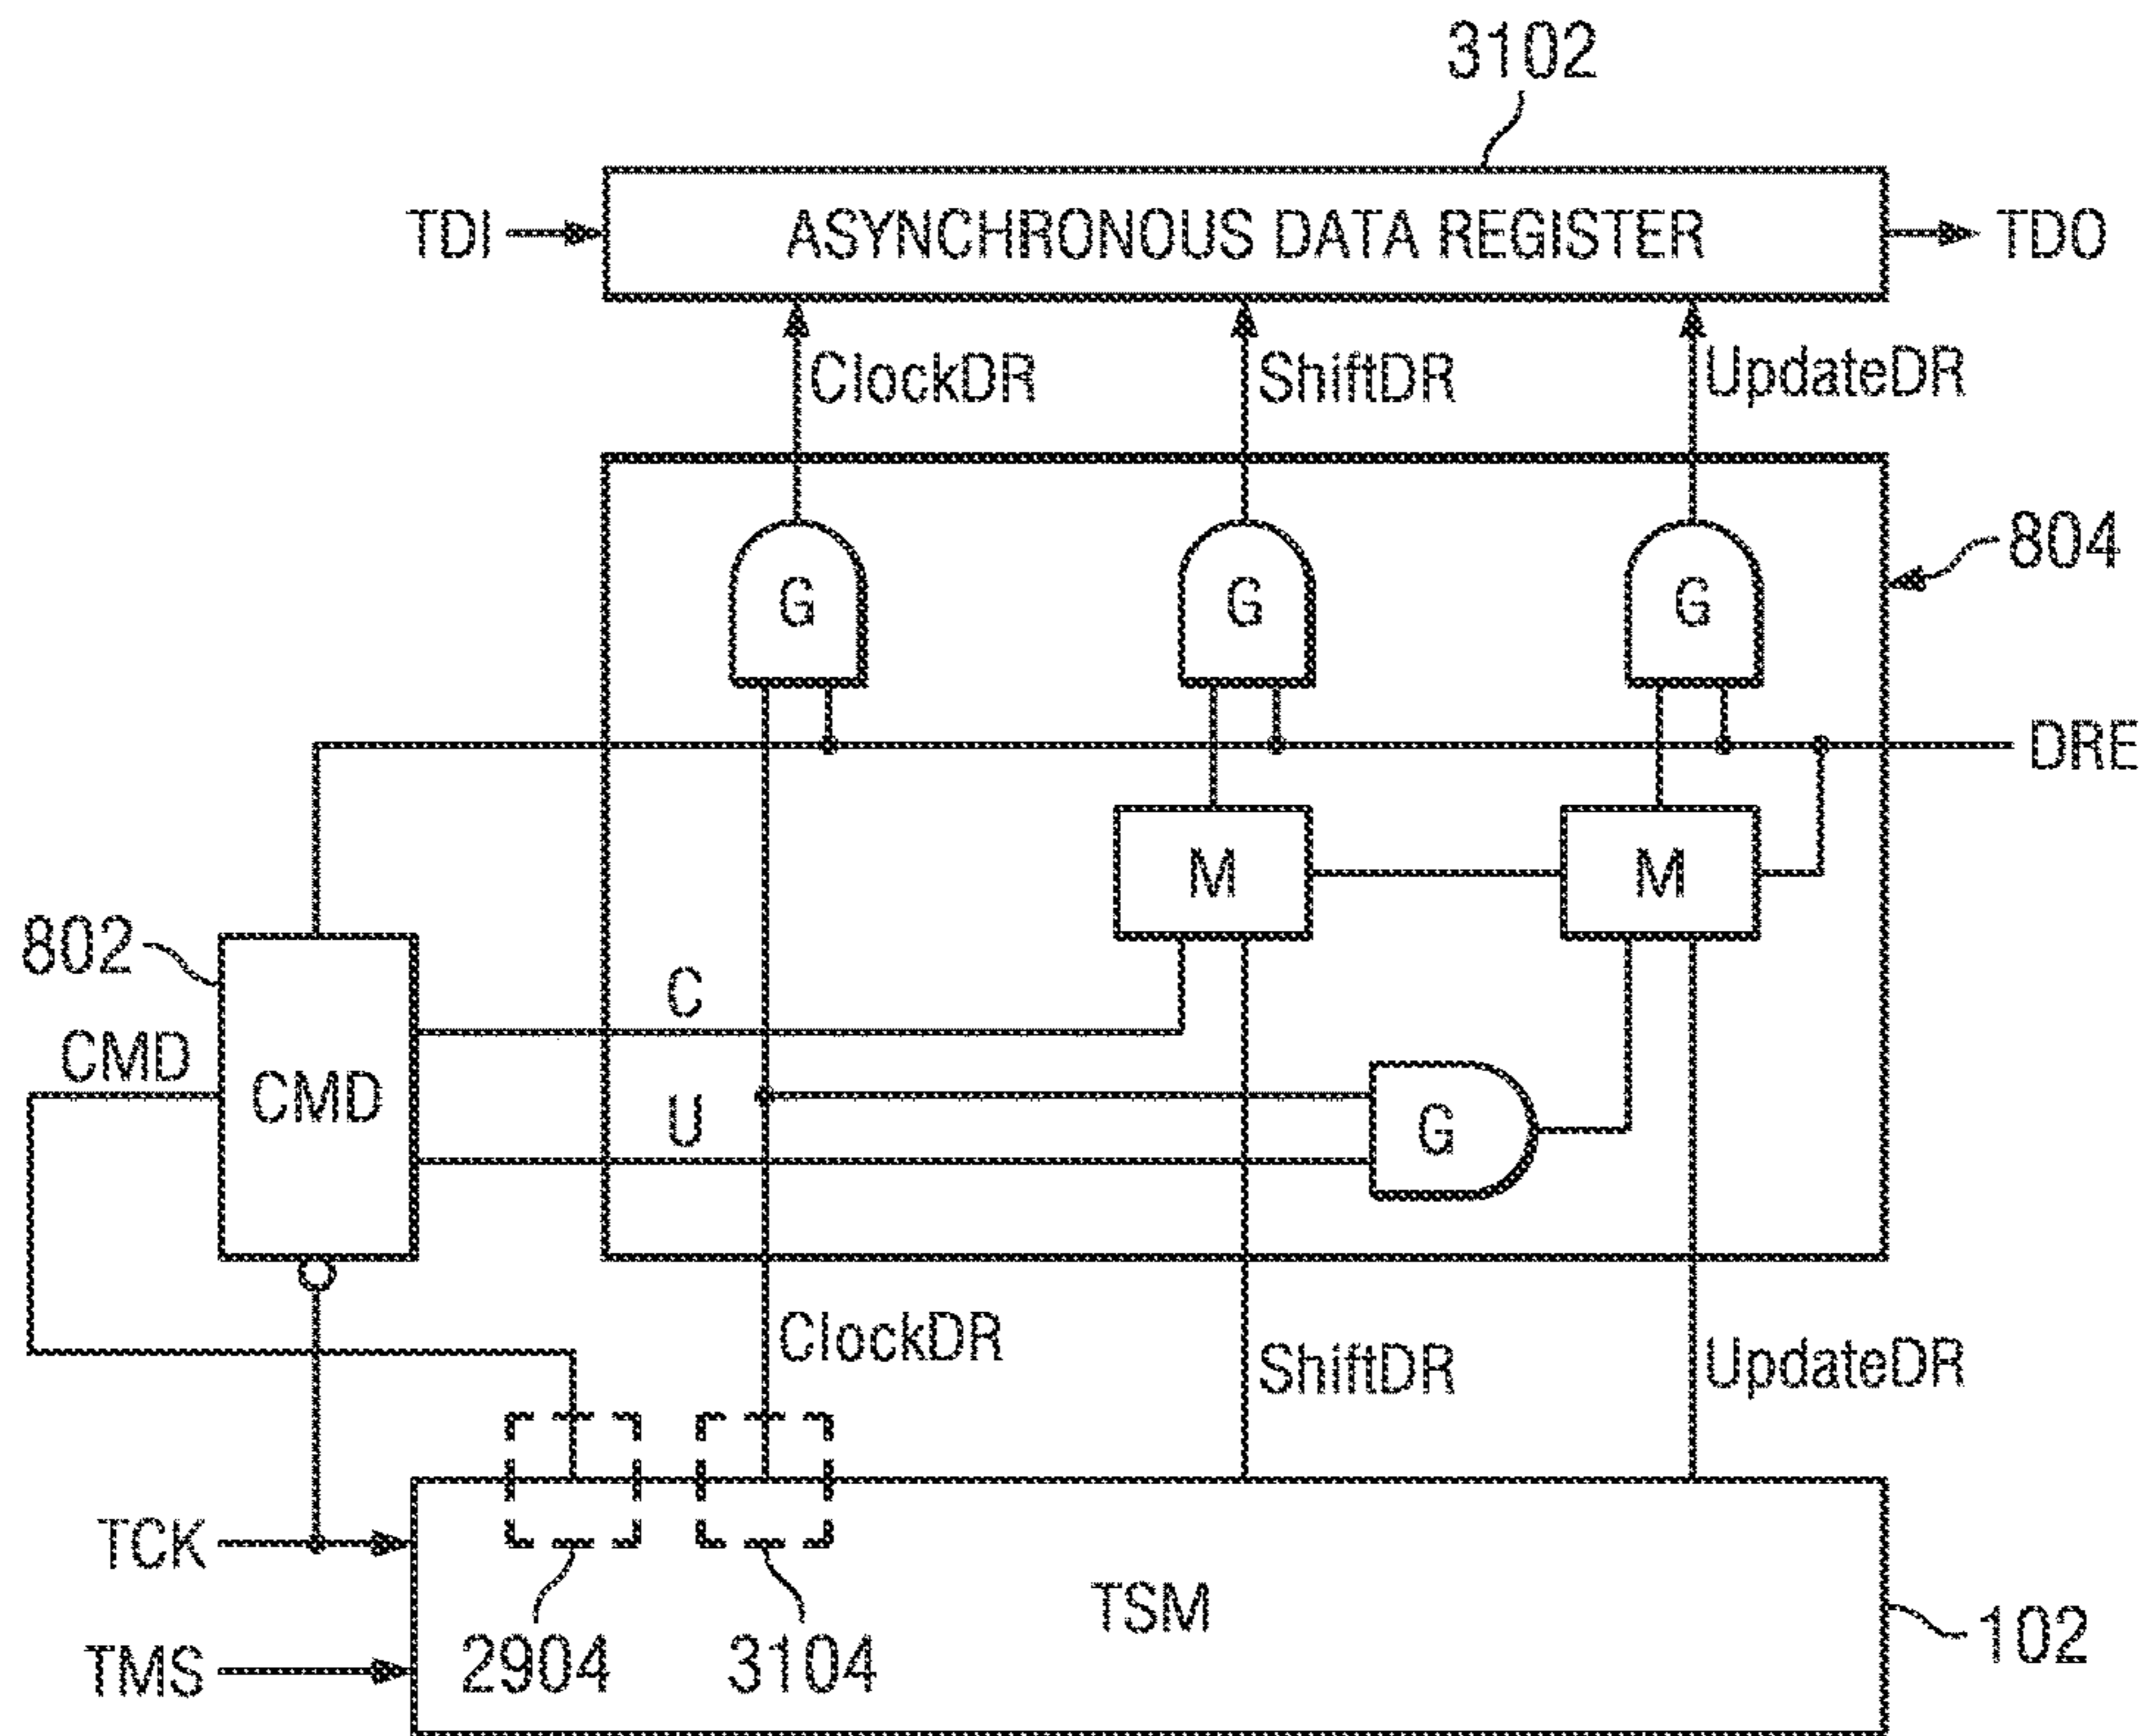 3102
TDI
ASYNCHRONOUS DATA REGISTER
TDO
ClockDR
ShiftDR
UpdateDR
G
G
G
804
DRE
M
M
802
C
CMD
CMD
U
G
ClockDR
ShiftDR
UpdateDR
TCK
TSM
TMS
2904
3104
102